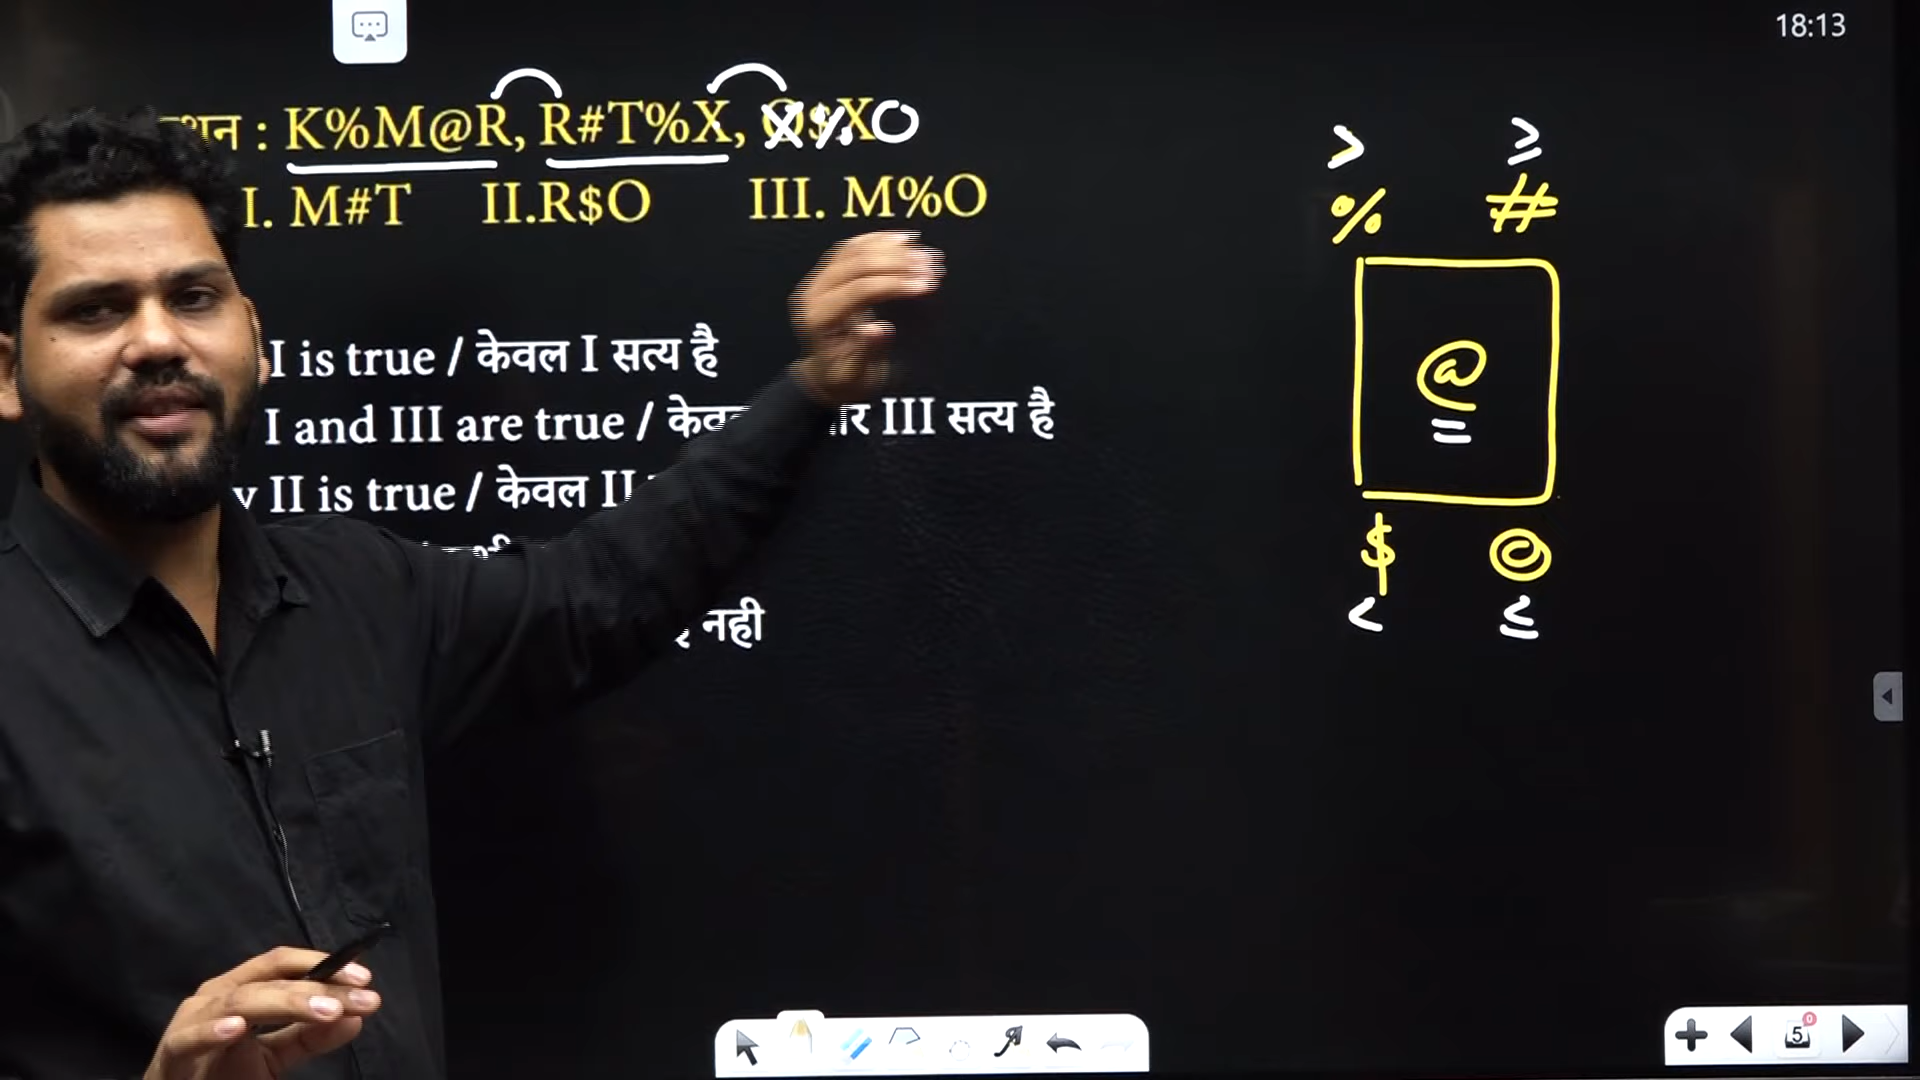 18:13
: K%M@R, R#T%X, X%O
I. M#T II.R$O III. M%O
> ≥
% #
I is true / केवल I सत्य है
@
=
I and III are true / III सत्य है
II is true / केवल II
$ ©
< ≤
नही
5
0